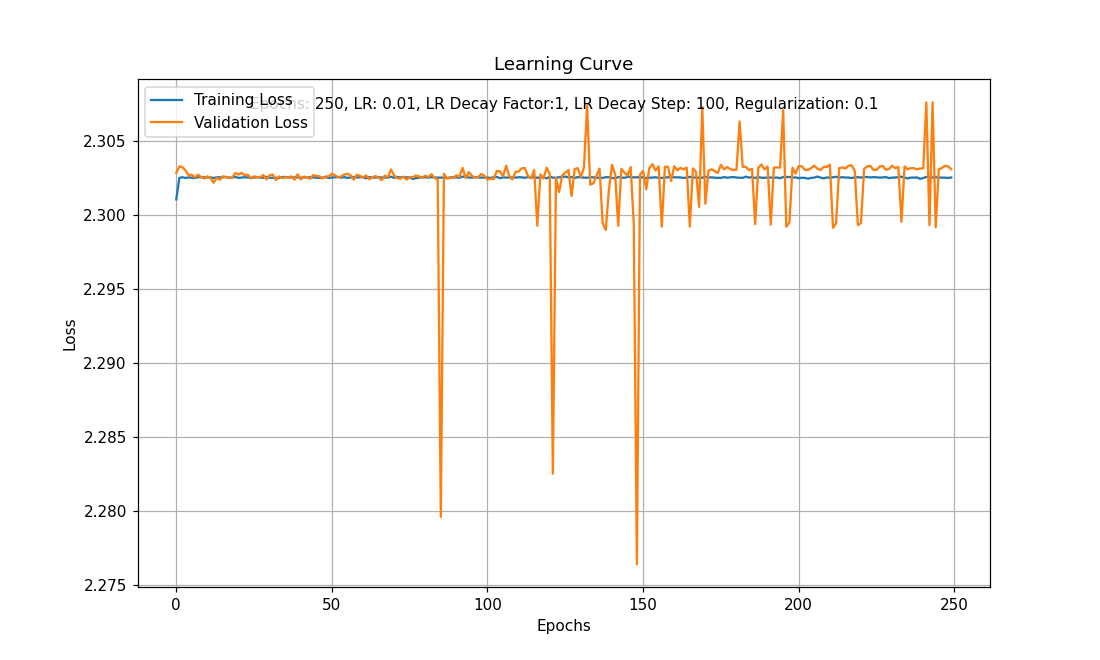 Learning Curve
Epochs: 250, LR: 0.01, LR Decay Factor:1, LR Decay Step: 100, Regularization: 0.1
Training Loss
Validation Loss
2.305
2.300
2.295
2.290
2.285
2.280
2.275
Loss
0 50 100 150 200 250
Epochs